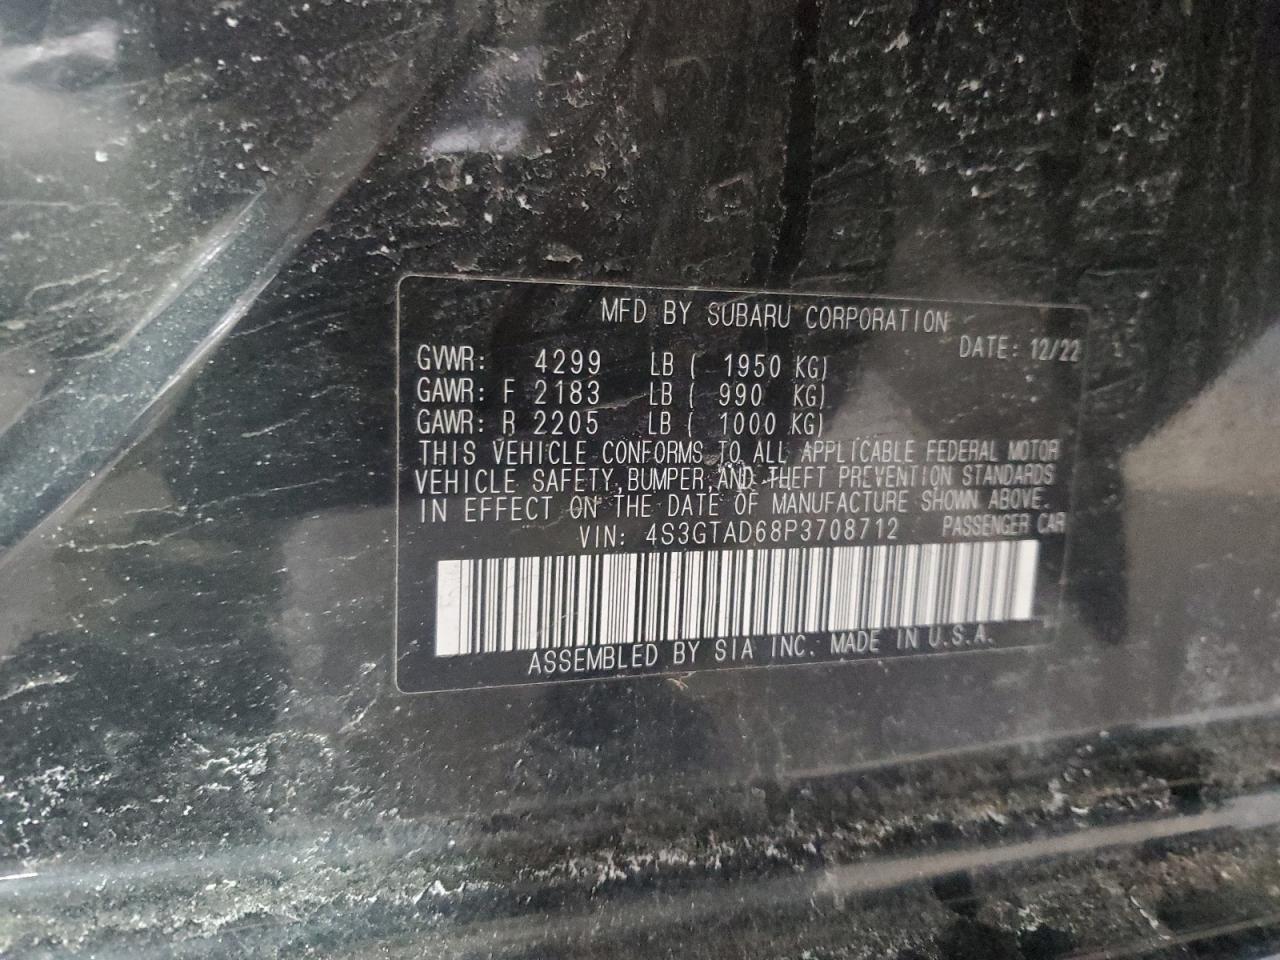 MFD BY SUBARU CORPORATION
DATE: 12/22
GVWR: 4299 LB ( 1950 KG)
GAWR: F 2183 LB ( 990 KG)
GAWR: R 2205 LB ( 1000 KG)
THIS VEHICLE CONFORMS TO ALL APPLICABLE FEDERAL MOTOR
VEHICLE SAFETY, BUMPER, AND THEFT PREVENTION STANDARDS
IN EFFECT ON THE DATE OF MANUFACTURE SHOWN ABOVE.
VIN: 4S3GTAD68P3708712 PASSENGER CAR
ASSEMBLED BY SIA INC. MADE IN U.S.A.